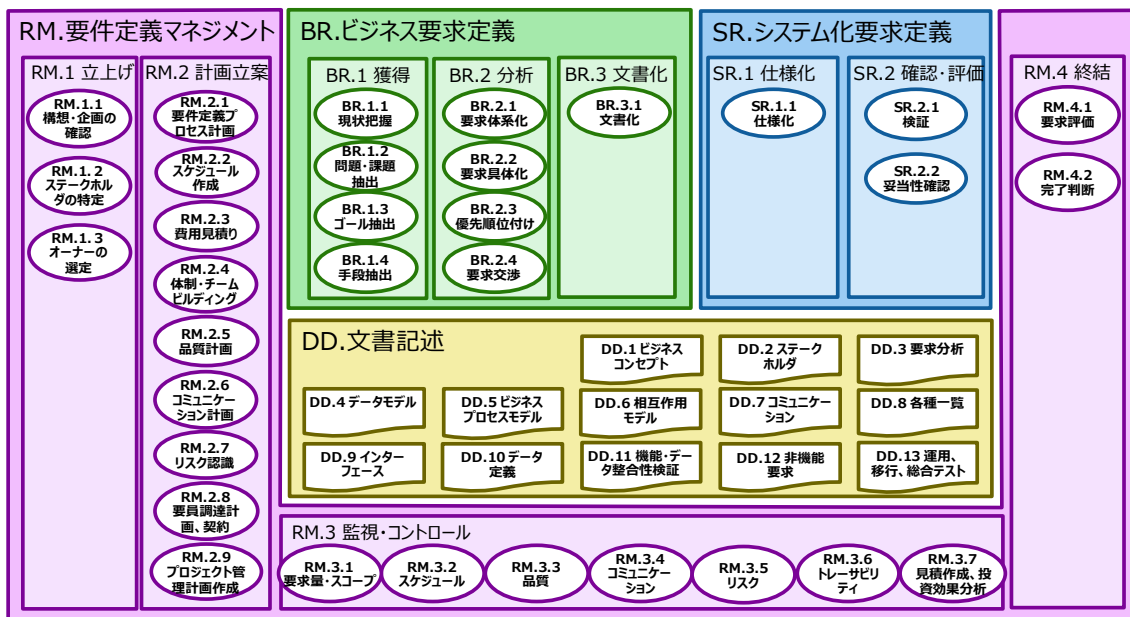 RM.要件定義マネジメント
RM.1 立上げ
RM.1.1
構想・企画の
確認
RM.1.2
ステークホル
ダの特定
RM.1.3
オーナーの
選定
RM.2 計画立案
RM.2.1
要件定義プ
ロセス計画
RM.2.2
スケジュール
作成
RM.2.3
費用見積り
RM.2.4
体制・チーム
ビルディング
RM.2.5
品質計画
RM.2.6
コミュニケー
ション計画
RM.2.7
リスク認識
RM.2.8
要員調達計
画、契約
RM.2.9
プロジェクト管
理計画作成
BR.ビジネス要求定義
BR.1 獲得
BR.1.1
現状把握
BR.1.2
問題・課題
抽出
BR.1.3
ゴール抽出
BR.1.4
手段抽出
BR.2 分析
BR.2.1
要求体系化
BR.2.2
要求具体化
BR.2.3
優先順位付け
BR.2.4
要求交渉
BR.3 文書化
BR.3.1
文書化
SR.システム化要求定義
SR.1 仕様化
SR.1.1
仕様化
SR.2 確認・評価
SR.2.1
検証
SR.2.2
妥当性確認
RM.4 終結
RM.4.1
要求評価
RM.4.2
完了判断
DD.文書記述
DD.1 ビジネス
コンセプト
DD.2 ステーク
ホルダ
DD.3 要求分析
DD.4 データモデル
DD.5 ビジネス
プロセスモデル
DD.6 相互作用
モデル
DD.7 コミュニケー
ション
DD.8 各種一覧
DD.9 インター
フェース
DD.10 データ
定義
DD.11 機能・デー
タ整合性検証
DD.12 非機能
要求
DD.13 運用、
移行、総合テスト
RM.3 監視・コントロール
RM.3.1
要求量・スコープ
RM.3.2
スケジュール
RM.3.3
品質
RM.3.4
コミュニケー
ション
RM.3.5
リスク
RM.3.6
トレーサビリ
ティ
RM.3.7
見積作成、投
資効果分析